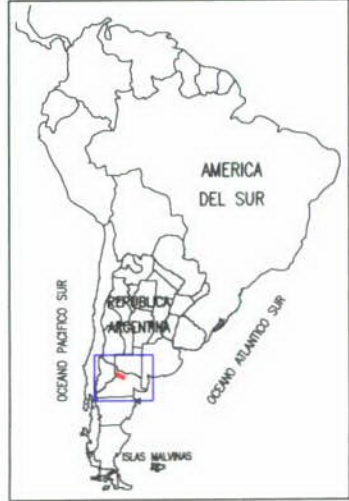 AMERICA
DEL SUR
REPUBLICA
ARGENTINA
OCEANO PACIFICO SUR
OCEANO ATLANTICO SUR
ISLAS MALVINAS